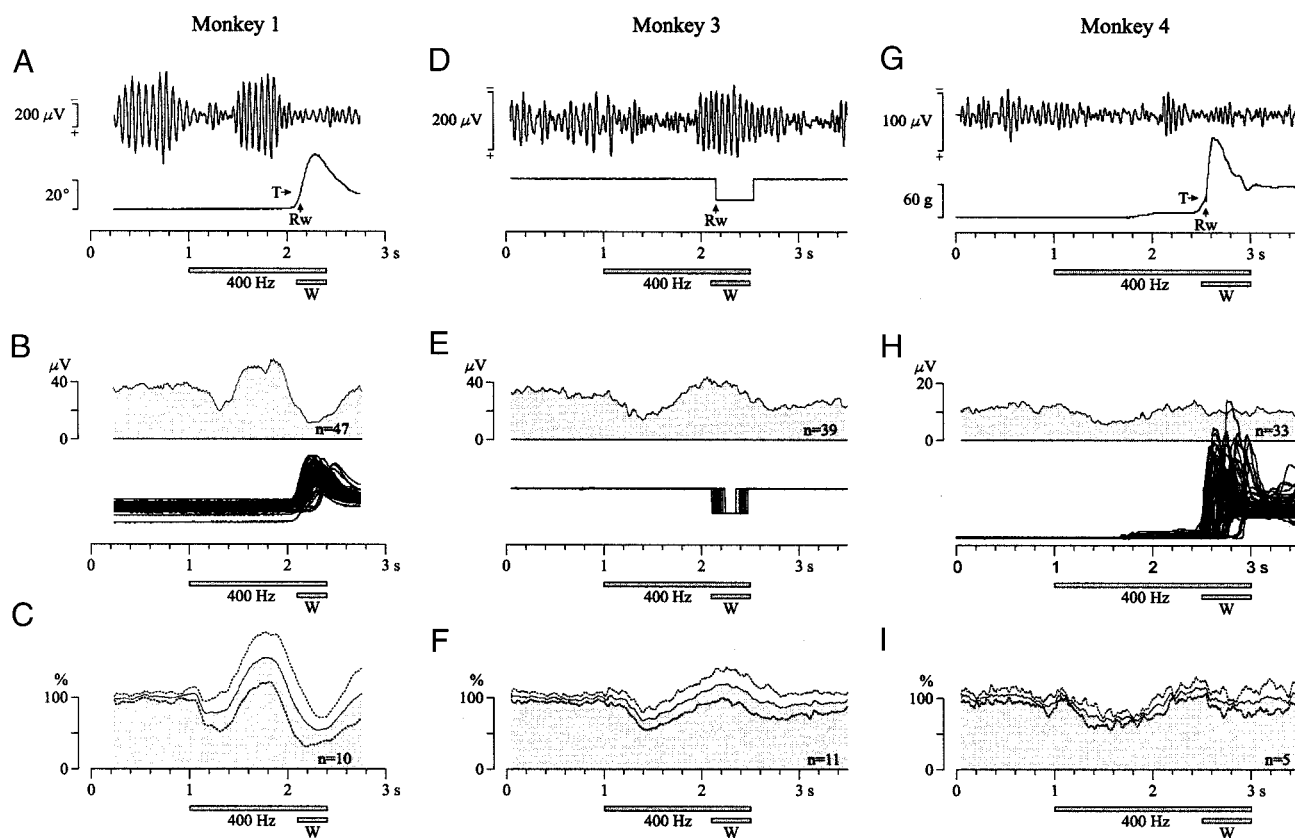 Monkey 1
Monkey 3
Monkey 4
A
−
200 μV
+
20°
T
Rw
0 1 2 3 s
400 Hz
W
D
−
200 μV
+
Rw
0 1 2 3 s
400 Hz
W
G
−
100 μV
+
60 g
T
Rw
0 1 2 3 s
400 Hz
W
B
μV
40
0
n=47
0 1 2 3 s
400 Hz
W
E
μV
40
0
n=39
0 1 2 3 s
400 Hz
W
H
μV
20
0
n=33
0 1 2 3 s
400 Hz
W
C
%
100
0
n=10
0 1 2 3 s
400 Hz
W
F
%
100
0
n=11
0 1 2 3 s
400 Hz
W
I
%
100
0
n=5
0 1 2 3 s
400 Hz
W